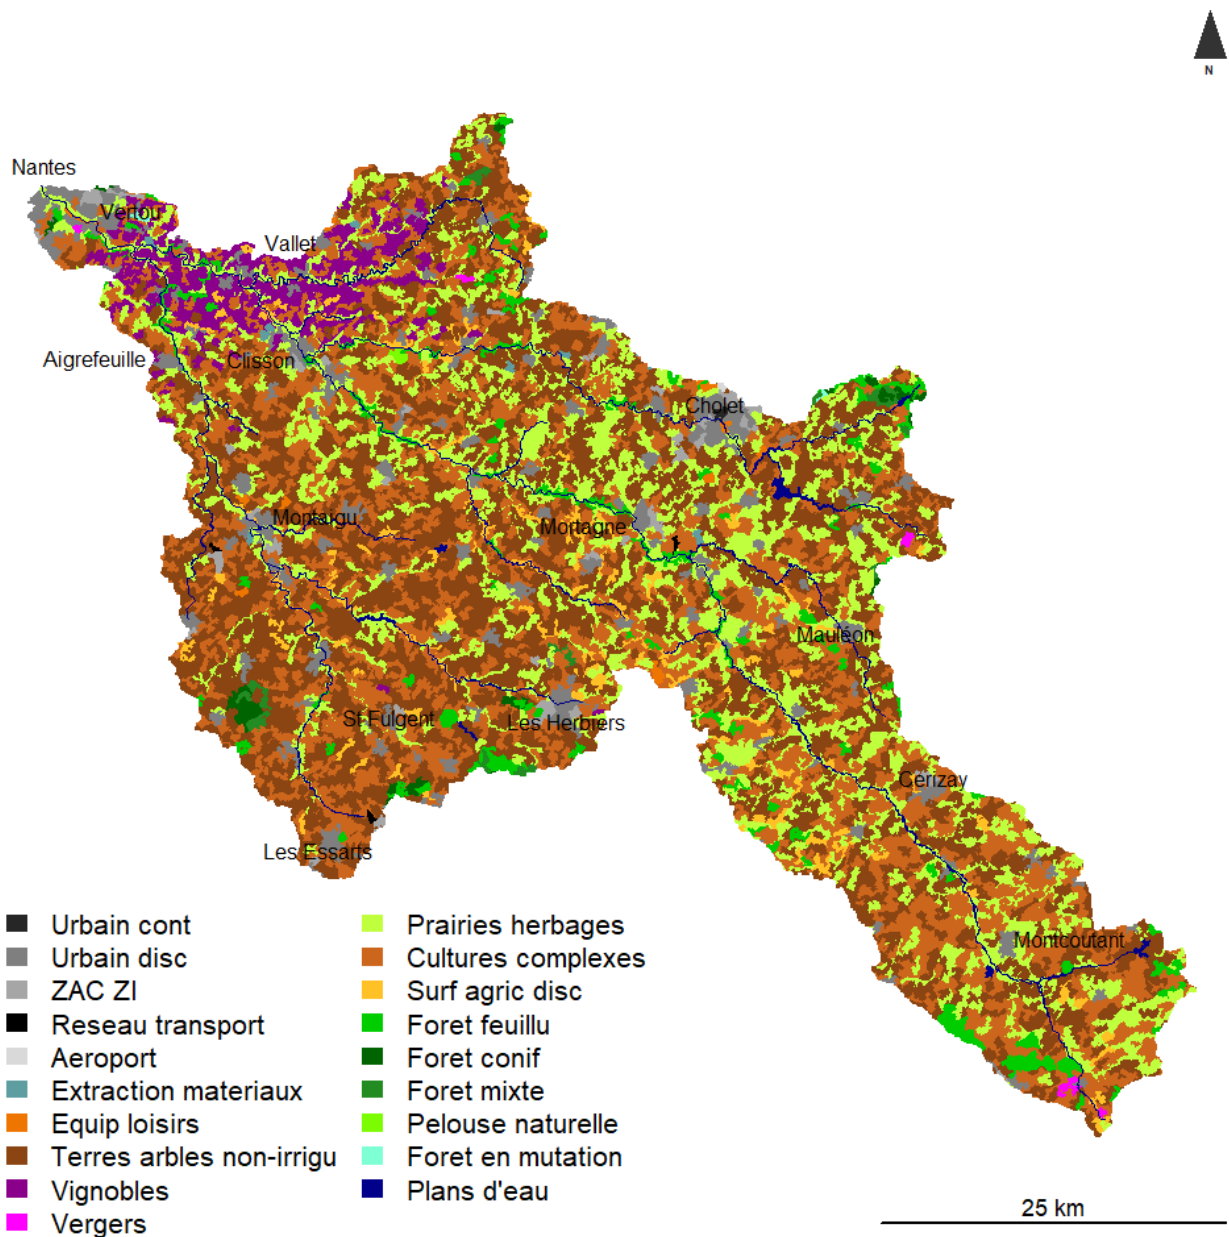 N
Nantes
Vertou
Vallet
Aigrefeuille
Clisson
Cholet
Montaigu
Mortagne
Mauleon
St Fulgent
Les Herbiers
Cerizay
Les Essarts
Montcoutant
Urbain cont
Urbain disc
ZAC ZI
Reseau transport
Aeroport
Extraction materiaux
Equip loisirs
Terres arbles non-irrigu
Vignobles
Vergers
Prairies herbages
Cultures complexes
Surf agric disc
Foret feuillu
Foret conif
Foret mixte
Pelouse naturelle
Foret en mutation
Plans d'eau
25 km